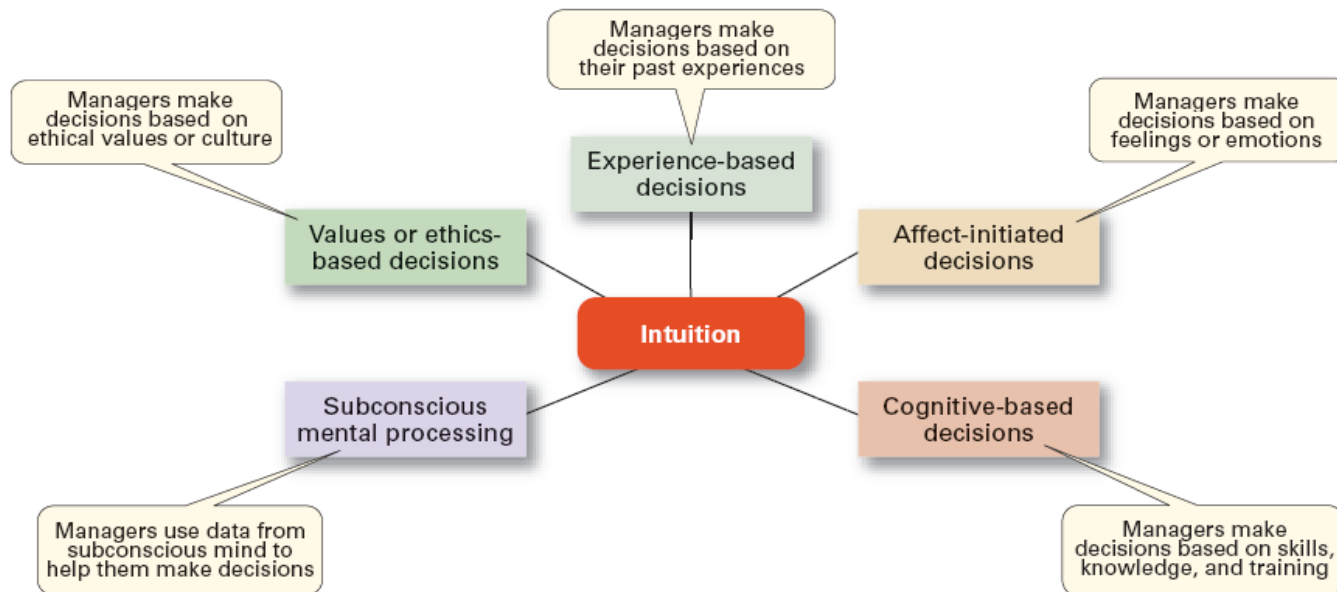 Managers make
decisions based on
their past experiences
Managers make
decisions based on
ethical values or culture
Managers make
decisions based on
feelings or emotions
Experience-based
decisions
Values or ethics-
based decisions
Affect-initiated
decisions
Intuition
Subconscious
mental processing
Cognitive-based
decisions
Managers use data from
subconscious mind to
help them make decisions
Managers make
decisions based on skills,
knowledge, and training